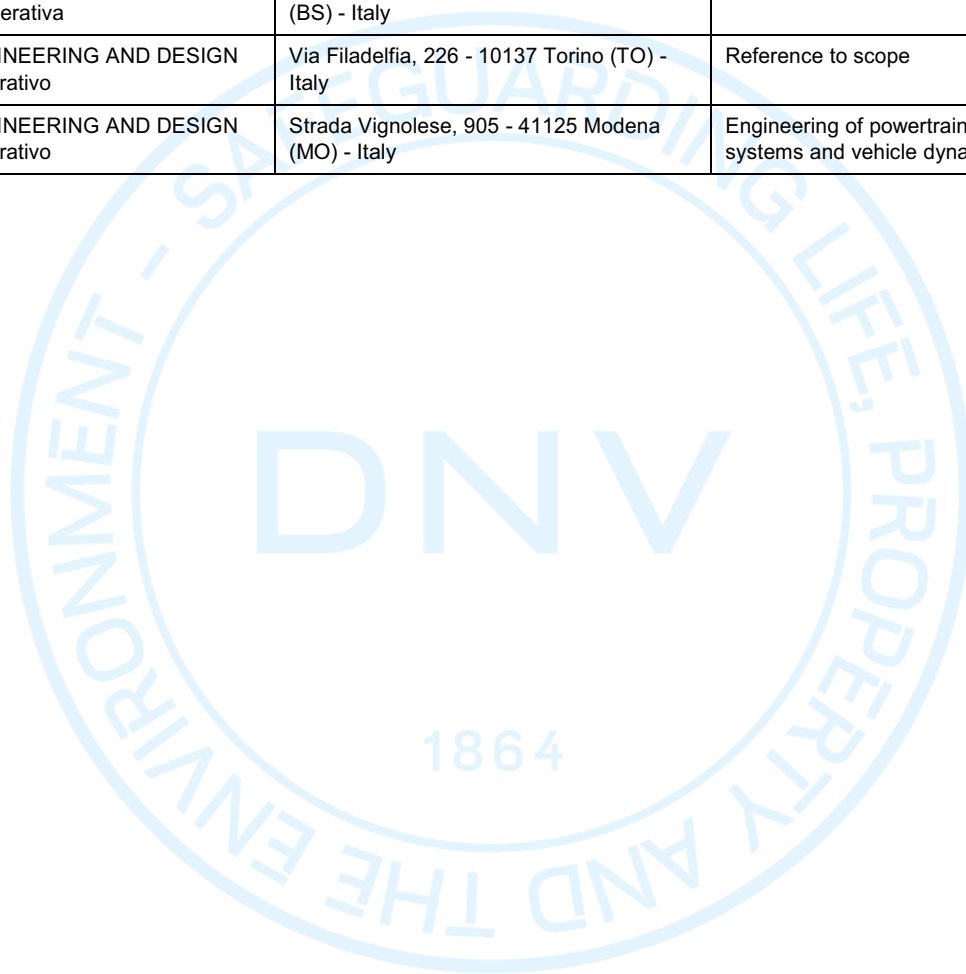 erativa
(BS) - Italy
INEERING AND DESIGN
rativo
Via Filadelfia, 226 - 10137 Torino (TO) -
Italy
Reference to scope
INEERING AND DESIGN
rativo
Strada Vignolese, 905 - 41125 Modena
(MO) - Italy
Engineering of powertrain
systems and vehicle dyna
SAFEGUARDING LIFE, PROPERTY AND THE ENVIRONMENT -
DNV
1864